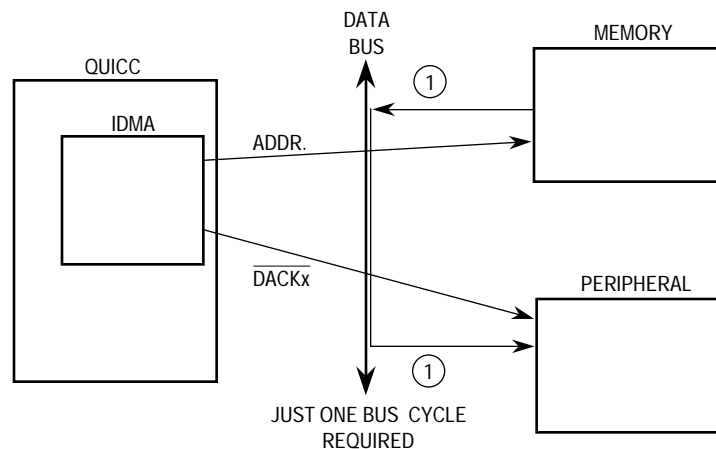 DATA
BUS
MEMORY
QUICC
1
IDMA
ADDR.
DACKx
PERIPHERAL
1
JUST ONE BUS CYCLE
REQUIRED